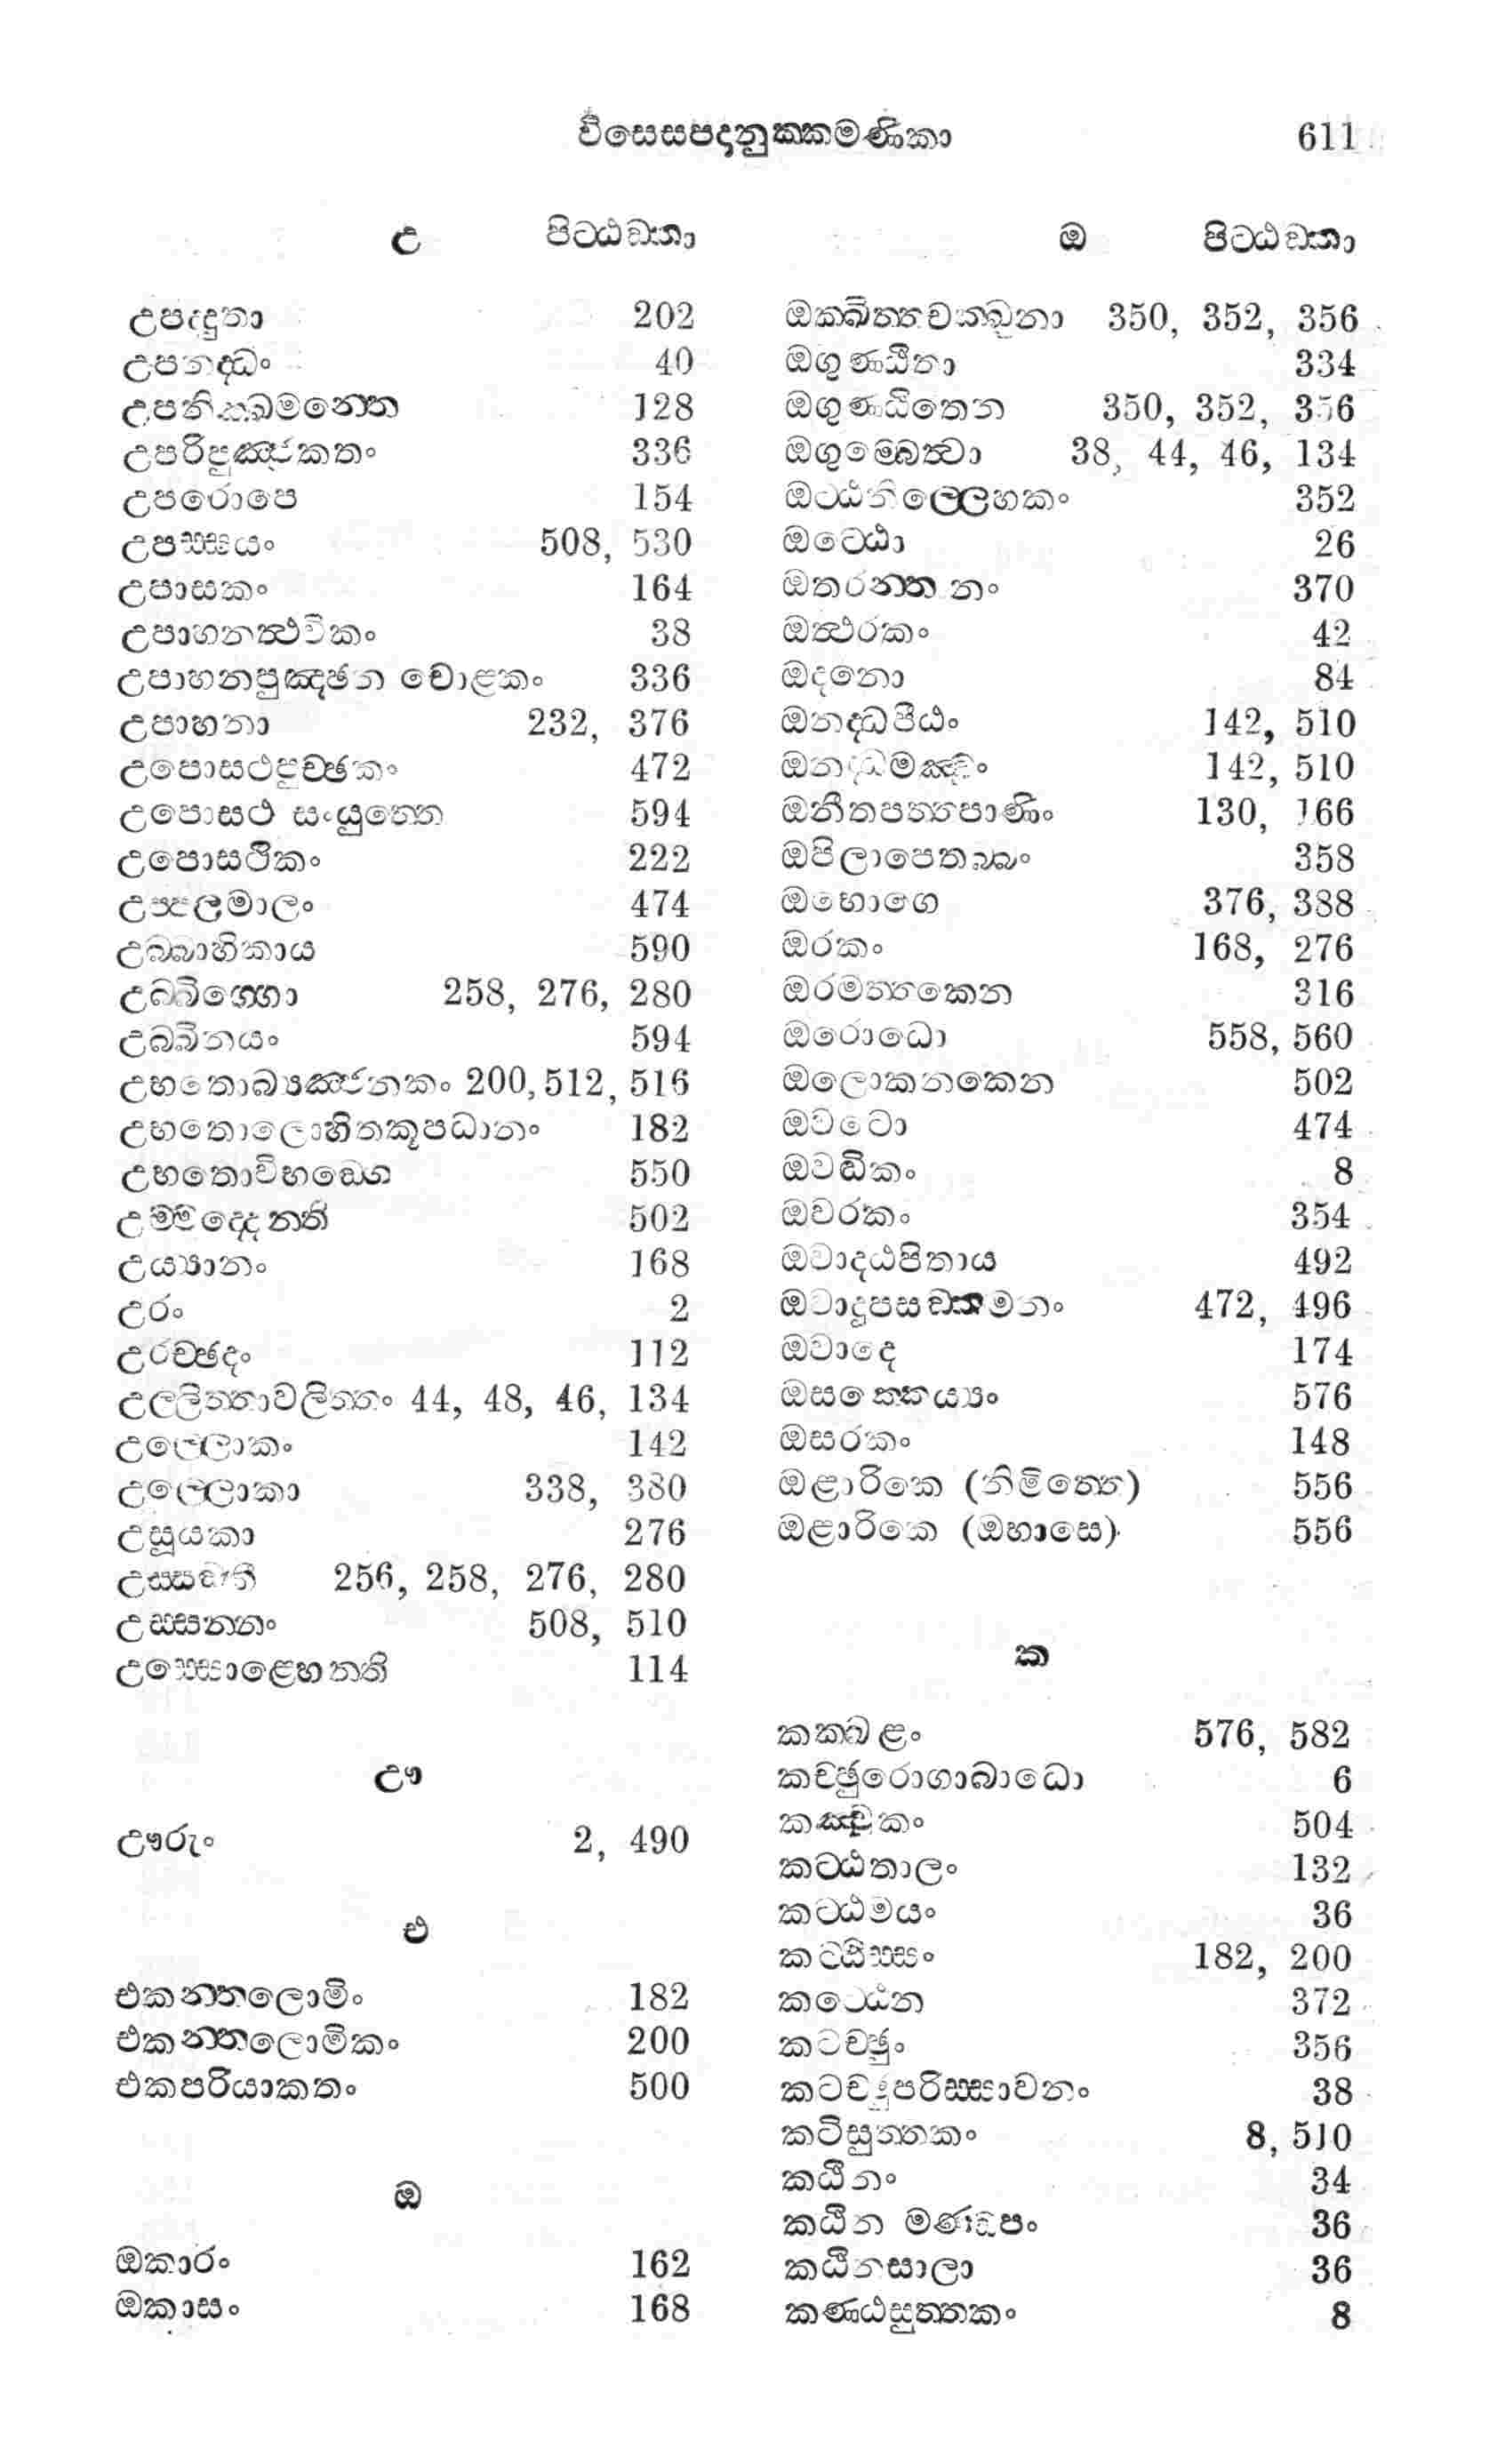 විසෙසපදානුක්කමණිකා 611
උ පිට්ඨඞ්කා
උපද්දුතා 202
උපනද්ධං 40
උපනික්ඛමන්තෙ 128
උපරිපුඤ්ජකතං 336
උපරොපෙ 154
උපස්සයං 508, 530
උපාසකං 164
උපාහනත්ථවිකං 38
උපාහනපුඤ්ඡන චොළකං 336
උපාහනා 232, 376
උපොසථපුච්ඡකං 472
උපොසථ සංයුත්තෙ 594
උපොසථිකං 222
උප්පලමාලං 474
උබ්බාහිකාය 590
උබ්බිග්ගො 258, 276, 280
උබ්බිනයං 594
උභතොබ්‍යඤ්ජනකං 200, 512, 516
උභතොලොහිතකූපධානං 182
උභතොවිභඞ්ගෙ 550
උම්මද්දෙන්ති 502
උය්‍යානං 168
උරං 2
උරච්ඡදං 112
උල්ලිත්තාවලිත්තං 44, 48, 46, 134
උල්ලොකං 142
උල්ලොකා 338, 380
උසූයකා 276
උස්සඞ්කී 256, 258, 276, 280
උස්සන්නං 508, 510
උස්සොළෙහන්ති 114
ඌ
ඌරුං 2, 490
එ
එකන්තලොමිං 182
එකන්තලොමිකං 200
එකපරියාකතං 500
ඔ
ඔකාරං 162
ඔකාසං 168
ඔ පිට්ඨඞ්කා
ඔක්ඛිත්තචක්ඛුනා 350, 352, 356
ඔගුණ්ඨිතා 334
ඔගුණ්ඨිතෙන 350, 352, 356
ඔගුම්බෙත්වා 38, 44, 46, 134
ඔට්ඨනිල්ලෙහකං 352
ඔට්ඨො 26
ඔතරන්තානං 370
ඔත්ථරකං 42
ඔදනො 84
ඔනද්ධපීඨං 142, 510
ඔනද්ධමඤ්චං 142, 510
ඔනීතපත්තපාණිං 130, 166
ඔපිලාපෙතබ්බං 358
ඔභොගෙ 376, 388
ඔරකං 168, 276
ඔරමත්තකෙන 316
ඔරොධො 558, 560
ඔලොකනකෙන 502
ඔවටො 474
ඔවඩ්ඪිකං 8
ඔවරකං 354
ඔවාදඨපිතාය 492
ඔවාදූපසඞ්කමනං 472, 496
ඔවාදෙ 174
ඔසක්කෙය්‍යං 576
ඔසරකං 148
ඔළාරිකෙ (නිමිත්තෙ) 556
ඔළාරිකෙ (ඔභාසෙ) 556
ක
කක්ඛළං 576, 582
කච්ඡුරොගාබාධො 6
කඤ්චුකං 504
කට්ඨතාලං 132
කට්ඨමයං 36
කට්ඨිස්සං 182, 200
කට්ඨෙන 372
කටච්ඡුං 356
කටච්ඡුපරිස්සාවනං 38
කටිසුත්තකං 8, 510
කඨිනං 34
කඨින මණ්ඩපං 36
කඨිනසාලා 36
කණ්ඨසුත්තකං 8